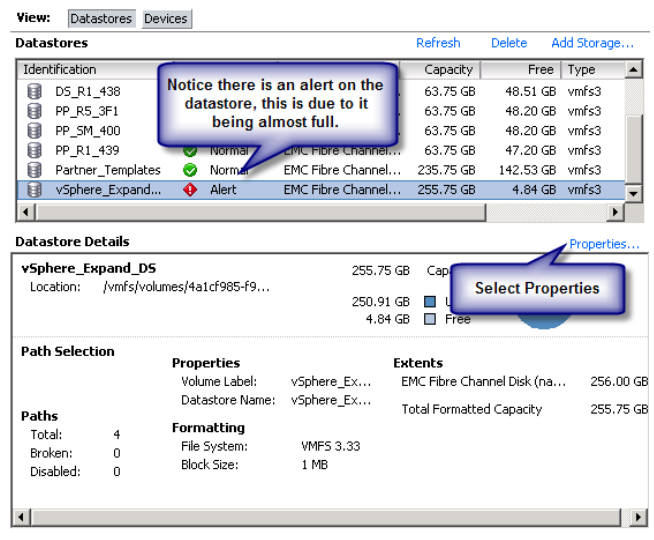 View: Datastores Devices
Datastores Refresh Delete Add Storage...
Identification Capacity Free Type
DS_R1_438 63.75 GB 48.51 GB vmfs3
PP_R5_3F1 63.75 GB 48.20 GB vmfs3
PP_SM_400 63.75 GB 48.20 GB vmfs3
PP_R1_439 Normal EMC Fibre Channel... 63.75 GB 47.20 GB vmfs3
Partner_Templates Normal EMC Fibre Channel... 235.75 GB 142.53 GB vmfs3
vSphere_Expand... Alert EMC Fibre Channel... 255.75 GB 4.84 GB vmfs3
Notice there is an alert on the
datastore, this is due to it
being almost full.
Datastore Details Properties...
vSphere_Expand_DS 255.75 GB
Location: /vmfs/volumes/4a1cf985-f9...
250.91 GB
4.84 GB Free
Select Properties
Path Selection
Paths
Total: 4
Broken: 0
Disabled: 0
Properties
Volume Label: vSphere_Ex...
Datastore Name: vSphere_Ex...
Formatting
File System: VMFS 3.33
Block Size: 1 MB
Extents
EMC Fibre Channel Disk (na... 256.00 GB
Total Formatted Capacity 255.75 GB